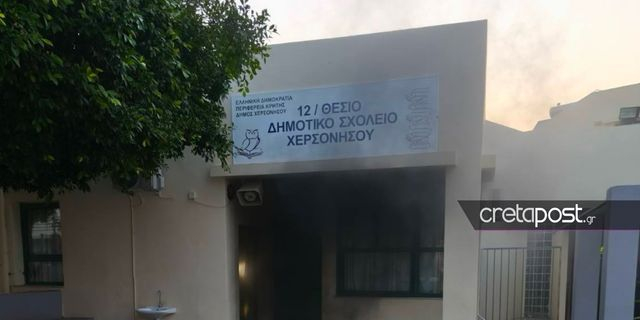 ΕΛΛΗΝΙΚΗ ΔΗΜΟΚΡΑΤΙΑ
ΠΕΡΙΦΕΡΕΙΑ ΚΡΗΤΗΣ
ΔΗΜΟΣ ΧΕΡΣΟΝΗΣΟΥ
12 / ΘΕΣΙΟ
ΔΗΜΟΤΙΚΟ ΣΧΟΛΕΙΟ
ΧΕΡΣΟΝΗΣΟΥ
cretapost.gr